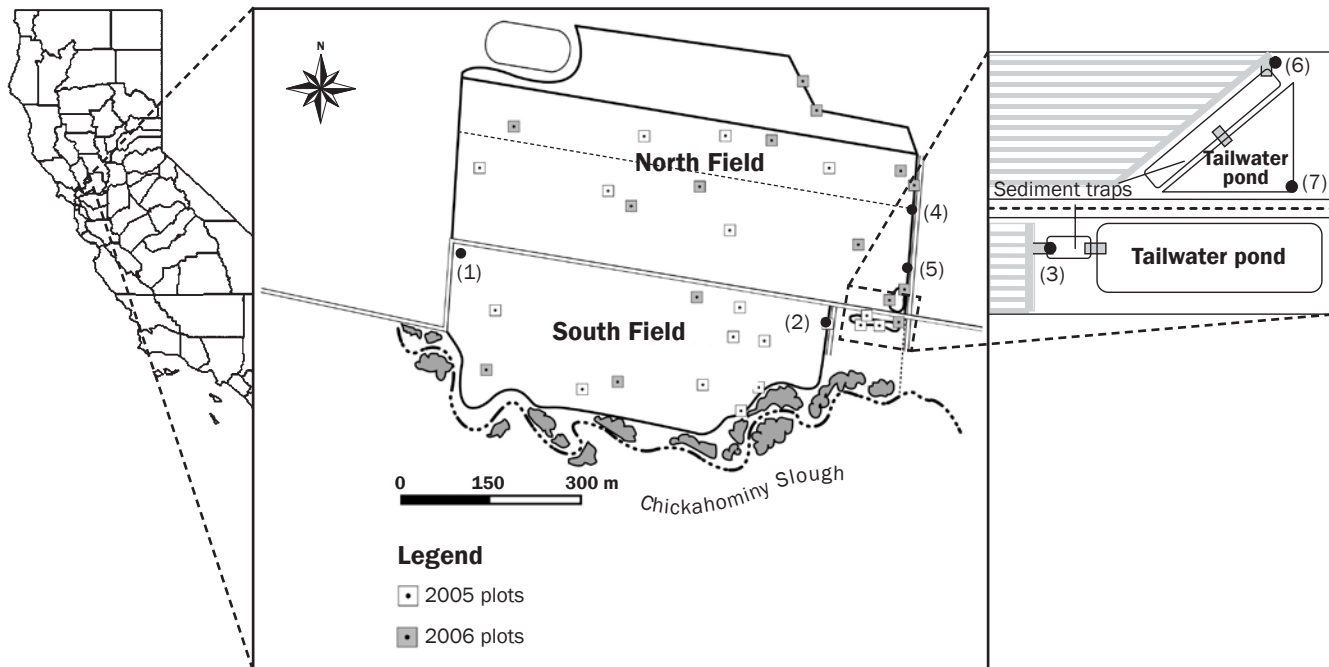 N
North Field
(1)
(4)
(5)
(2)
South Field
0 150 300 m
Chickahominy Slough
Legend
2005 plots
2006 plots
(6)
Tailwater
pond
Sediment traps
(7)
(3)
Tailwater pond